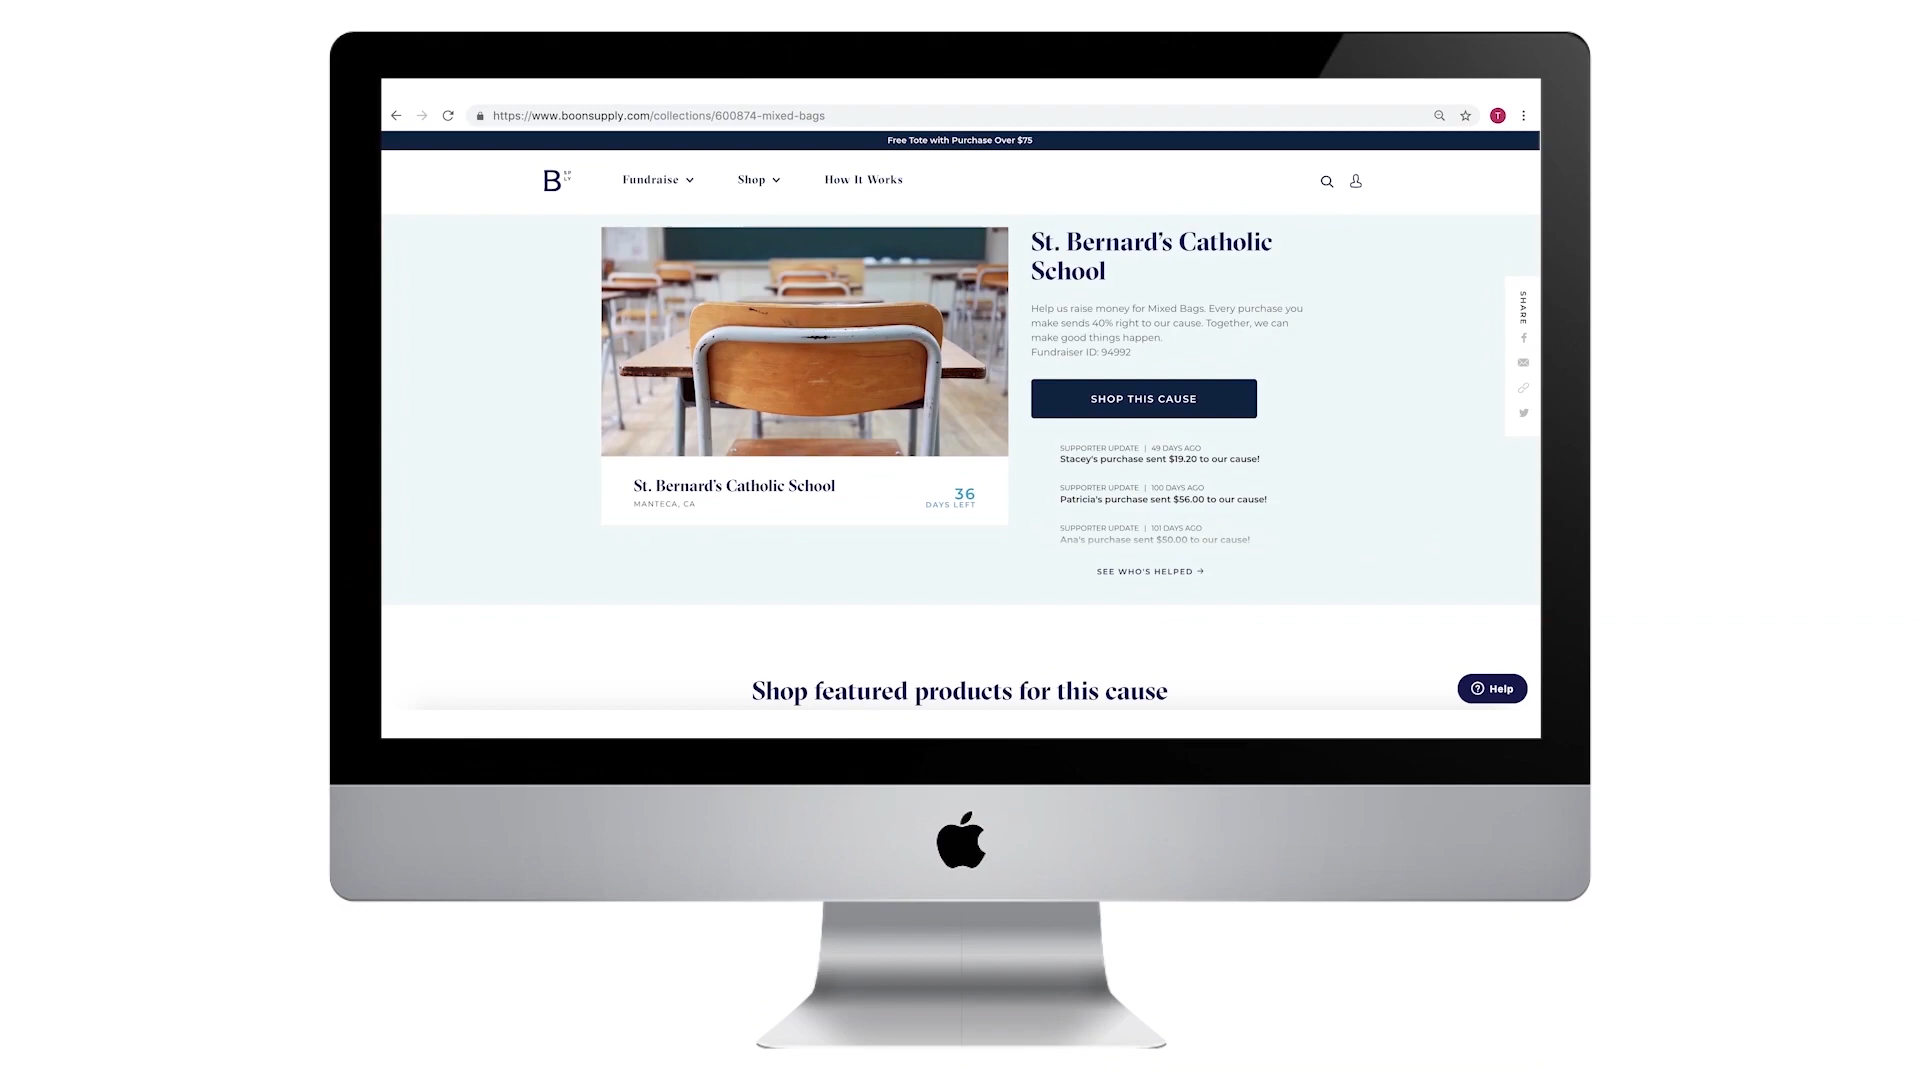 https://www.boonsupply.com/collections/600874-mixed-bags
T
Free Tote with Purchase Over $75
B SP LY
Fundraise
Shop
How It Works
St. Bernard's Catholic
School
Help us raise money for Mixed Bags. Every purchase you
make sends 40% right to our cause. Together, we can
make good things happen.
Fundraiser ID: 94992
SHOP THIS CAUSE
SUPPORTER UPDATE | 49 DAYS AGO
Stacey's purchase sent $19.20 to our cause!
SUPPORTER UPDATE | 100 DAYS AGO
Patricia's purchase sent $56.00 to our cause!
SUPPORTER UPDATE | 101 DAYS AGO
Ana's purchase sent $50.00 to our cause!
SEE WHO'S HELPED →
St. Bernard's Catholic School
MANTECA, CA
36
DAYS LEFT
SHARE
Shop featured products for this cause
Help